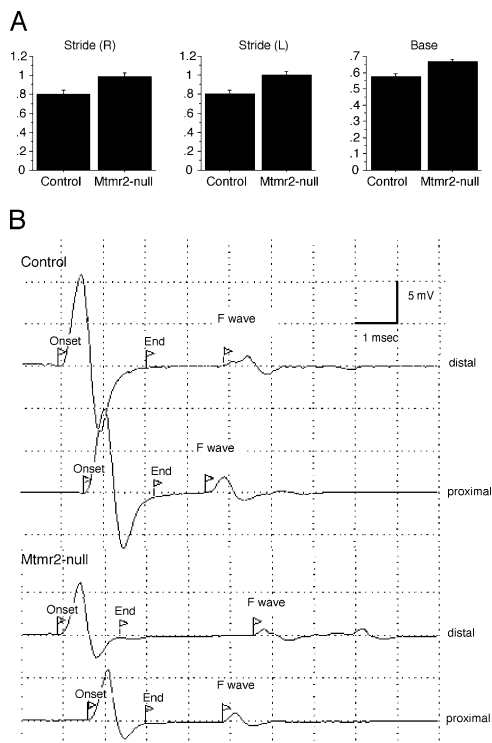 A
Stride (R)
Stride (L)
Base
1.2
1
.8
.6
.4
.2
0
Control
Mtmr2-null
1.2
1
.8
.6
.4
.2
0
Control
Mtmr2-null
.7
.6
.5
.4
.3
.2
.1
0
Control
Mtmr2-null
B
Control
5 mV
1 msec
Onset
End
F wave
distal
Onset
End
F wave
proximal
Mtmr2-null
Onset
End
F wave
distal
Onset
End
F wave
proximal